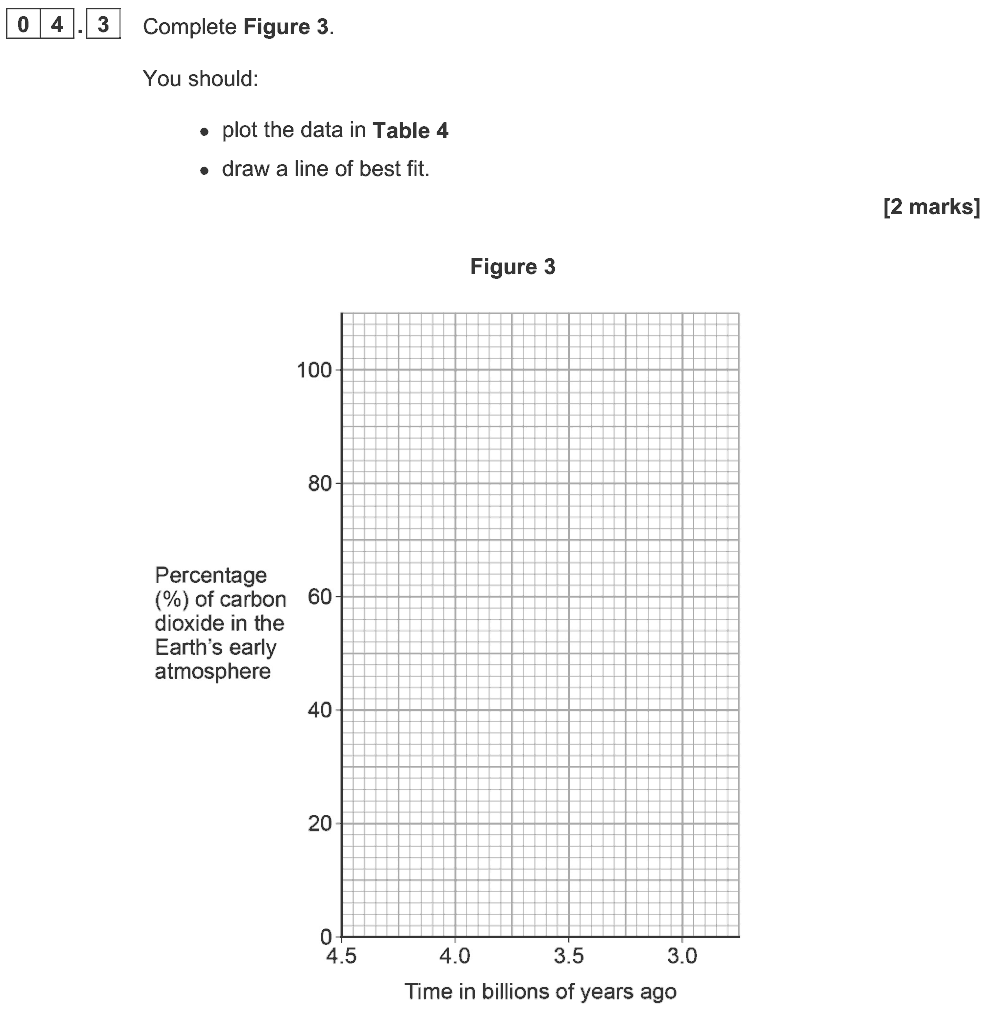 0 4 . 3 Complete Figure 3.
You should:
• plot the data in Table 4
• draw a line of best fit.
[2 marks]
Figure 3
100
80
Percentage
(%) of carbon
dioxide in the
Earth's early
atmosphere
60
40
20
0
4.5 4.0 3.5 3.0
Time in billions of years ago